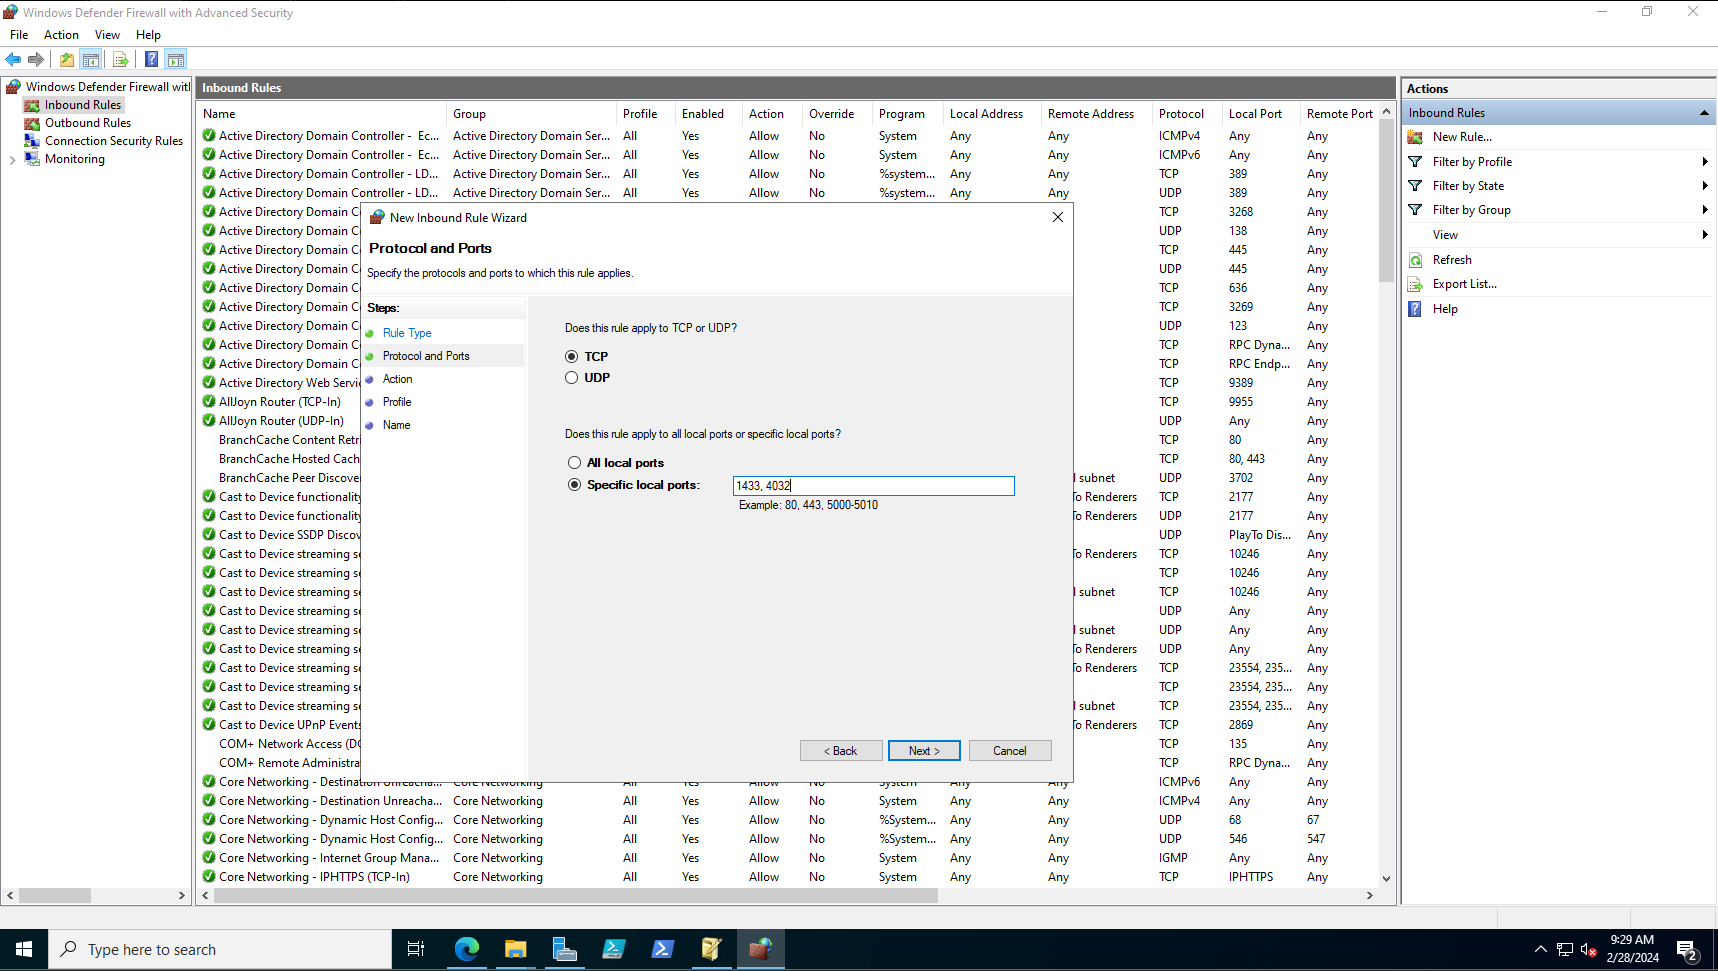 Windows Defender Firewall with Advanced Security
File Action View Help
Windows Defender Firewall wit
Inbound Rules
Outbound Rules
Connection Security Rules
Monitoring
Inbound Rules
Name Group Profile Enabled Action Override Program Local Address Remote Address Protocol Local Port Remote Port
Active Directory Domain Controller - Ec... Active Directory Domain Ser... All Yes Allow No System Any Any ICMPv4 Any Any
Active Directory Domain Controller - Ec... Active Directory Domain Ser... All Yes Allow No System Any Any ICMPv6 Any Any
Active Directory Domain Controller - LD... Active Directory Domain Ser... All Yes Allow No %system... Any Any TCP 389 Any
Active Directory Domain Controller - LD... Active Directory Domain Ser... All Yes Allow No %system... Any Any UDP 389 Any
Active Directory Domain C TCP 3268 Any
Active Directory Domain C UDP 138 Any
Active Directory Domain C TCP 445 Any
Active Directory Domain C UDP 445 Any
Active Directory Domain C TCP 636 Any
Active Directory Domain C TCP 3269 Any
Active Directory Domain C UDP 123 Any
Active Directory Domain C TCP RPC Dyna... Any
Active Directory Domain C TCP RPC Endp... Any
Active Directory Web Servi TCP 9389 Any
AllJoyn Router (TCP-In) TCP 9955 Any
AllJoyn Router (UDP-In) UDP Any Any
BranchCache Content Retr TCP 80 Any
BranchCache Hosted Cach TCP 80, 443 Any
BranchCache Peer Discove l subnet UDP 3702 Any
Cast to Device functionality To Renderers TCP 2177 Any
Cast to Device functionality To Renderers UDP 2177 Any
Cast to Device SSDP Discov UDP PlayTo Dis... Any
Cast to Device streaming se To Renderers TCP 10246 Any
Cast to Device streaming se TCP 10246 Any
Cast to Device streaming se l subnet TCP 10246 Any
Cast to Device streaming se UDP Any Any
Cast to Device streaming se l subnet UDP Any Any
Cast to Device streaming se To Renderers UDP Any Any
Cast to Device streaming se To Renderers TCP 23554, 235... Any
Cast to Device streaming se TCP 23554, 235... Any
Cast to Device streaming se l subnet TCP 23554, 235... Any
Cast to Device UPnP Events To Renderers TCP 2869 Any
COM+ Network Access (DC TCP 135 Any
COM+ Remote Administra TCP RPC Dyna... Any
Core Networking - Destination Unreacha... Core Networking All Yes Allow No System Any Any ICMPv6 Any Any
Core Networking - Destination Unreacha... Core Networking All Yes Allow No System Any Any ICMPv4 Any Any
Core Networking - Dynamic Host Config... Core Networking All Yes Allow No %System... Any Any UDP 68 67
Core Networking - Dynamic Host Config... Core Networking All Yes Allow No %System... Any Any UDP 546 547
Core Networking - Internet Group Mana... Core Networking All Yes Allow No System Any Any IGMP Any Any
Core Networking - IPHTTPS (TCP-In) Core Networking All Yes Allow No System Any Any TCP IPHTTPS Any
New Inbound Rule Wizard
Protocol and Ports
Specify the protocols and ports to which this rule applies.
Steps:
Rule Type
Protocol and Ports
Action
Profile
Name
Does this rule apply to TCP or UDP?
TCP
UDP
Does this rule apply to all local ports or specific local ports?
All local ports
Specific local ports: 1433, 4032
Example: 80, 443, 5000-5010
< Back Next > Cancel
Actions
Inbound Rules
New Rule...
Filter by Profile
Filter by State
Filter by Group
View
Refresh
Export List...
Help
Type here to search
9:29 AM
2/28/2024
2